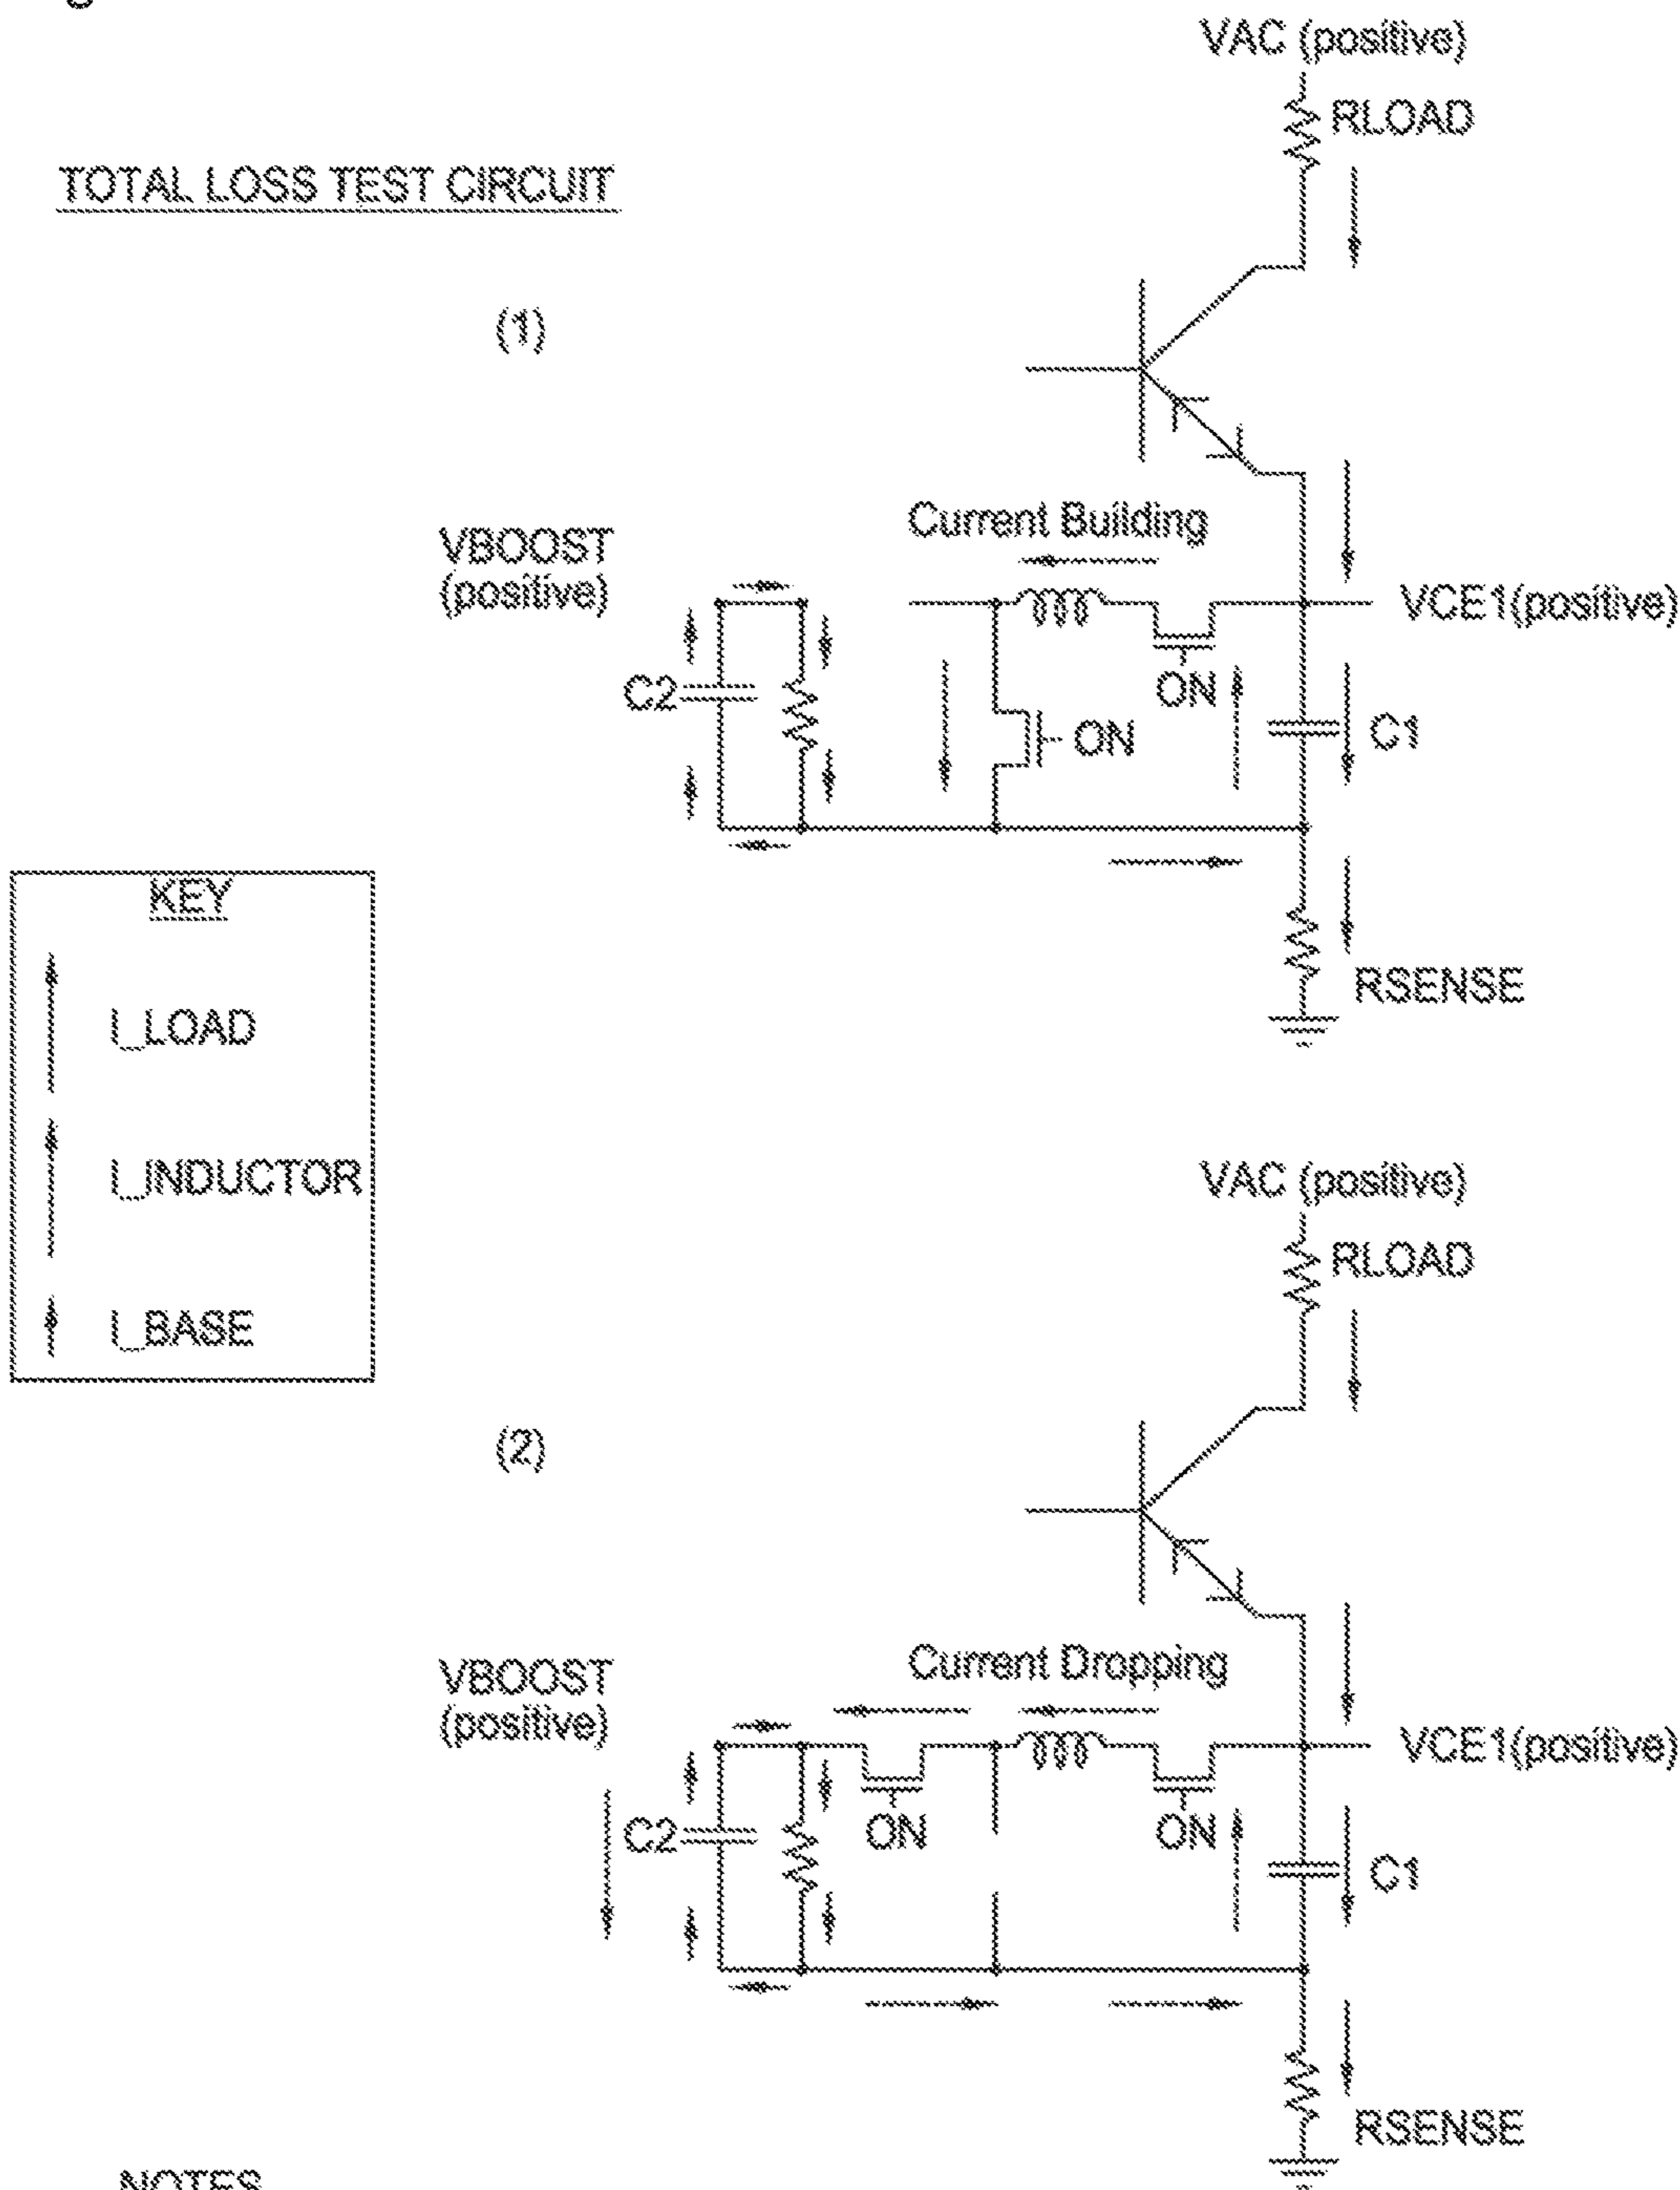 TOTAL LOSS TEST CIRCUIT
(1)
VAC (positive)
RLOAD
Current Building
VBOOST
(positive)
VCE1(positive)
C2
ON
ON
C1
RSENSE
KEY
I_LOAD
I_INDUCTOR
I_BASE
(2)
VAC (positive)
RLOAD
Current Dropping
VBOOST
(positive)
VCE1(positive)
C2
ON
ON
C1
RSENSE
NOTES